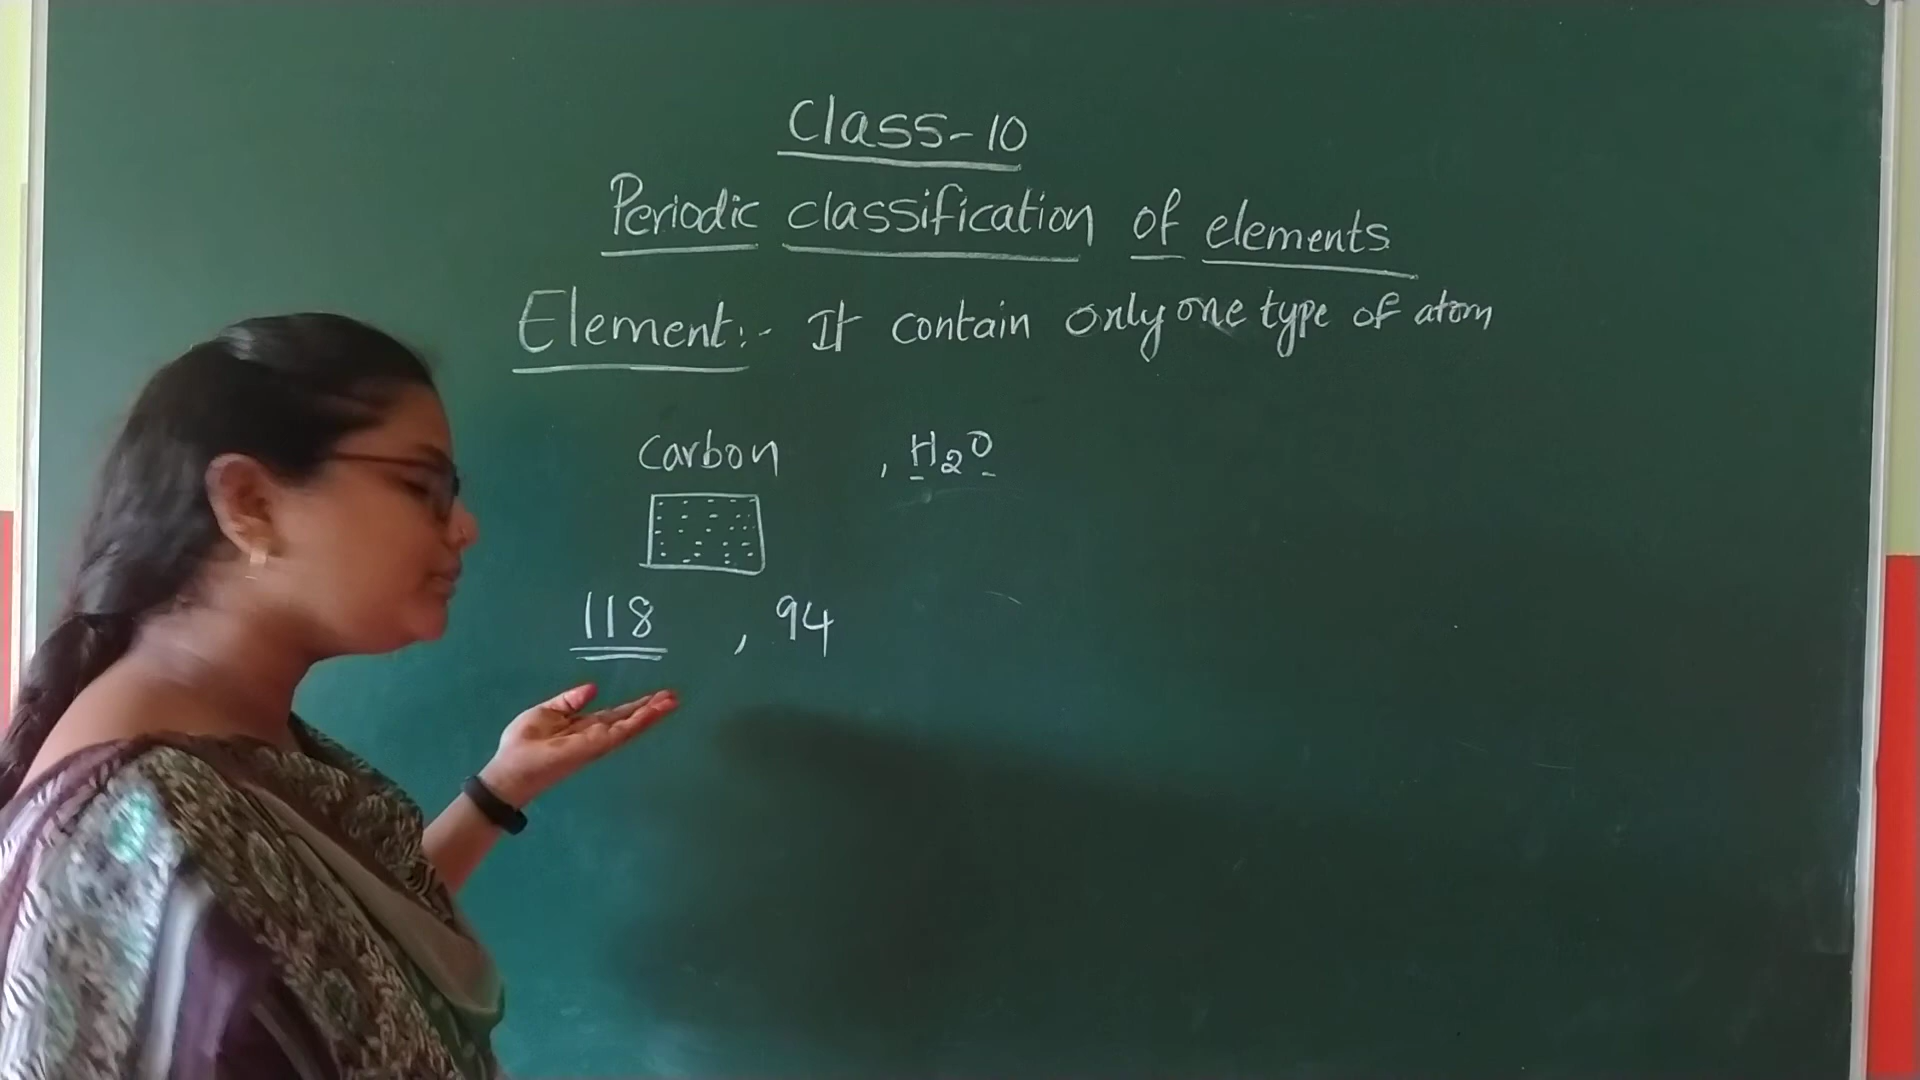 Class-10
Periodic classification of elements
Element:- It contain only one type of atom
Carbon , H₂O
118 , 94